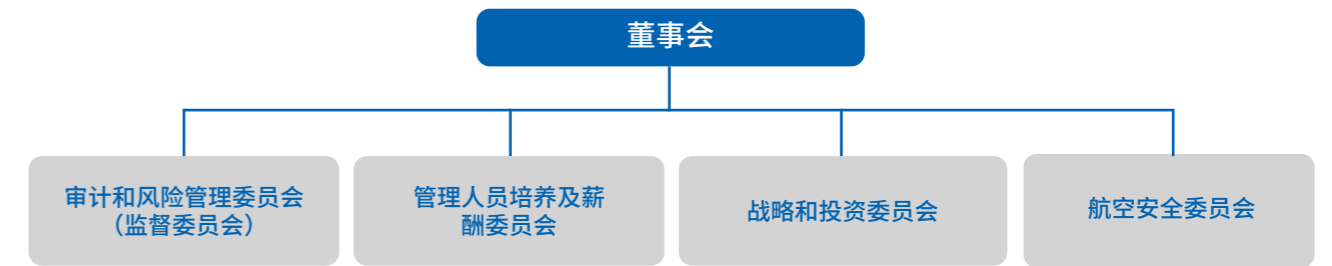 董事会
审计和风险管理委员会
（监督委员会）
管理人员培养及薪
酬委员会
战略和投资委员会
航空安全委员会